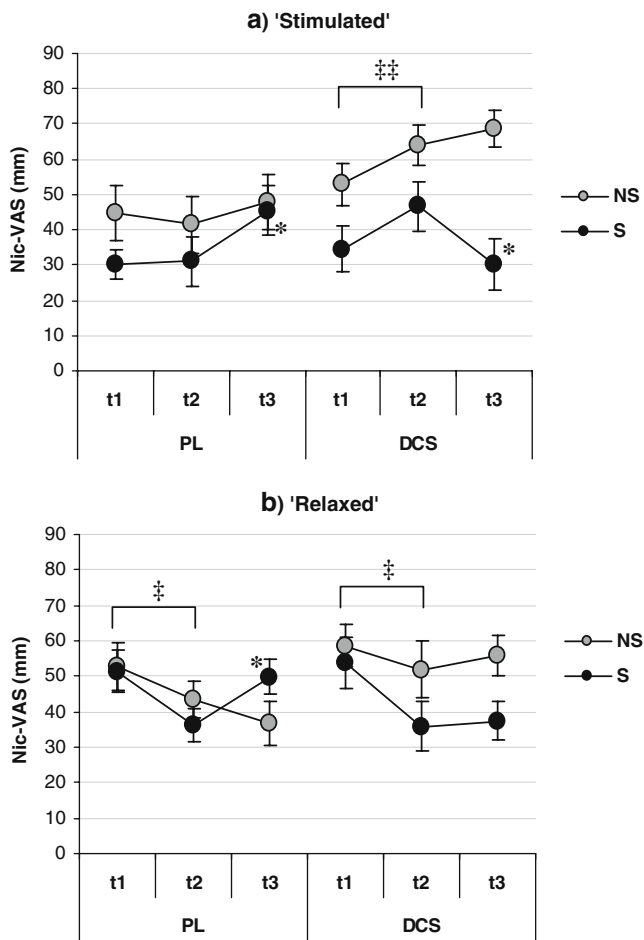 a) 'Stimulated'
Nic-VAS (mm)
90
80
70
60
50
40
30
20
10
0
‡‡
*
*
NS
S
t1 t2 t3 t1 t2 t3
PL DCS
b) 'Relaxed'
Nic-VAS (mm)
90
80
70
60
50
40
30
20
10
0
‡ ‡
*
NS
S
t1 t2 t3 t1 t2 t3
PL DCS